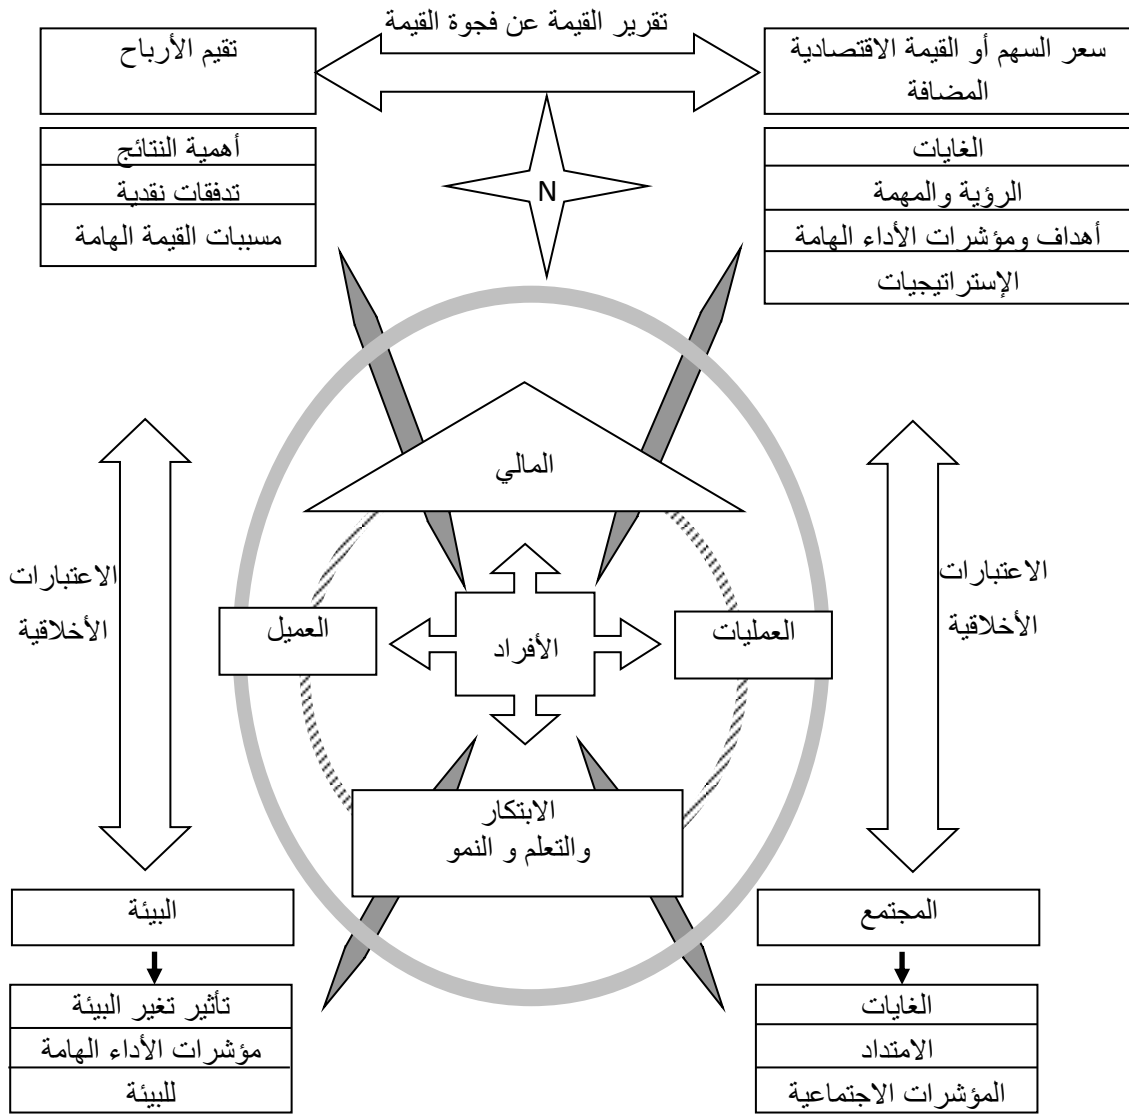 تقرير القيمة عن فجوة القيمة
سعر السهم أو القيمة الاقتصادية
المضافة
تقيم الأرباح
الغايات
الرؤية والمهمة
أهداف ومؤشرات الأداء الهامة
الإستراتيجيات
أهمية النتائج
تدفقات نقدية
مسببات القيمة الهامة
N
المالي
الاعتبارات
الأخلاقية
العمليات
الأفراد
العميل
الاعتبارات
الأخلاقية
الابتكار
والتعلم و النمو
المجتمع
الغايات
الامتداد
المؤشرات الاجتماعية
البيئة
تأثير تغير البيئة
مؤشرات الأداء الهامة
للبيئة